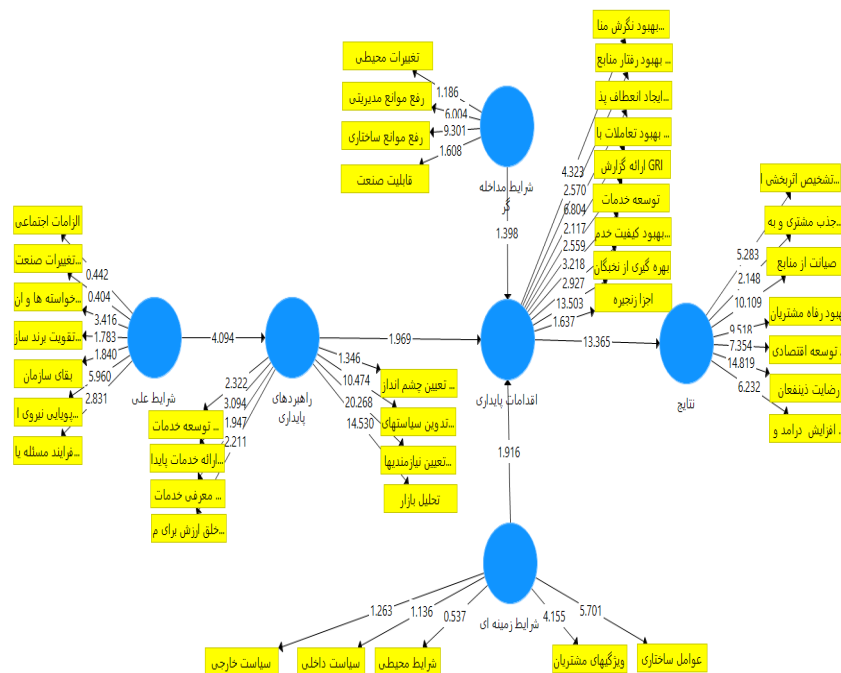 تغییرات محیطی
رفع موانع مدیریتی
رفع موانع ساختاری
قابلیت صنعت
1.186
6.004
9.301
1.608
شرایط مداخله
گر
1.398
بهبود نگرش منا...
بهبود رفتار منابع ...
ایجاد انعطاف پذ...
بهبود تعاملات با ...
ارائه گزارش GRI
توسعه خدمات
بهبود کیفیت خدم...
بهره گیری از نخبگان
اجزا زنجیره
4.323
2.570
6.804
2.117
2.559
3.218
2.927
13.503
1.637
تشخیص اثربخشی ا...
جذب مشتری و به...
صیانت از منابع
بهبود رفاه مشتریان
توسعه اقتصادی .
رضایت ذینفعان
افزایش درامد و .
5.283
2.148
10.109
9.518
7.354
14.819
6.232
نتایج
الزامات اجتماعی
تغییرات صنعت...
خواسته ها و ان...
تقویت برند ساز...
بقای سازمان
پویایی نیروی ا...
فرایند مسئله یا...
0.442
0.404
3.416
1.783
1.840
5.960
2.831
شرایط علی
4.094
راهبردهای
پایداری
1.969
اقدامات پایداری
13.365
2.322
3.094
1.947
2.211
توسعه خدمات ...
ارائه خدمات پایدا...
معرفی خدمات ...
خلق ارزش برای م...
1.346
10.474
20.268
14.530
تعیین چشم انداز ...
تدوین سیاستهای...
تعیین نیازمندیها...
تحلیل بازار
1.916
شرایط زمینه ای
1.263
1.136
0.537
4.155
5.701
سیاست خارجی
سیاست داخلی
شرایط محیطی
ویژگیهای مشتریان
عوامل ساختاری